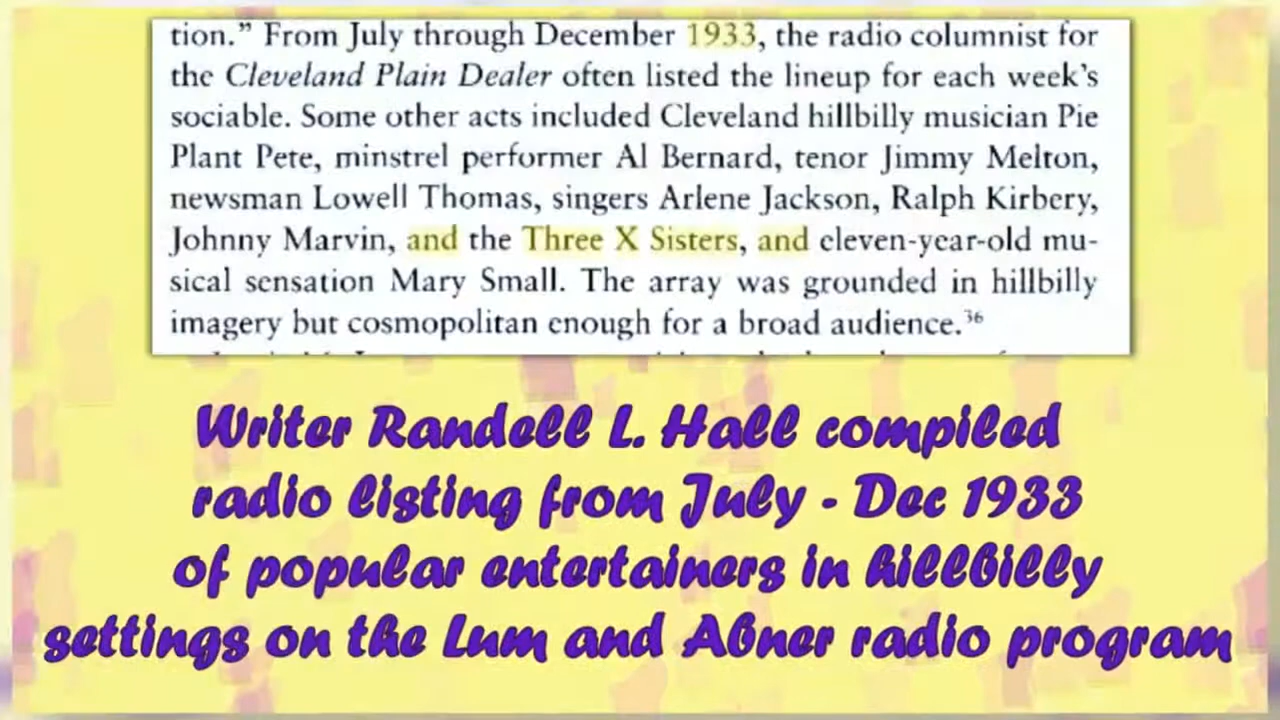 tion.” From July through December 1933, the radio columnist for
the Cleveland Plain Dealer often listed the lineup for each week’s
sociable. Some other acts included Cleveland hillbilly musician Pie
Plant Pete, minstrel performer Al Bernard, tenor Jimmy Melton,
newsman Lowell Thomas, singers Arlene Jackson, Ralph Kirbery,
Johnny Marvin, and the Three X Sisters, and eleven-year-old mu-
sical sensation Mary Small. The array was grounded in hillbilly
imagery but cosmopolitan enough for a broad audience.³⁶
Writer Randell L. Hall compiled
radio listing from July - Dec 1933
of popular entertainers in hillbilly
settings on the Lum and Abner radio program